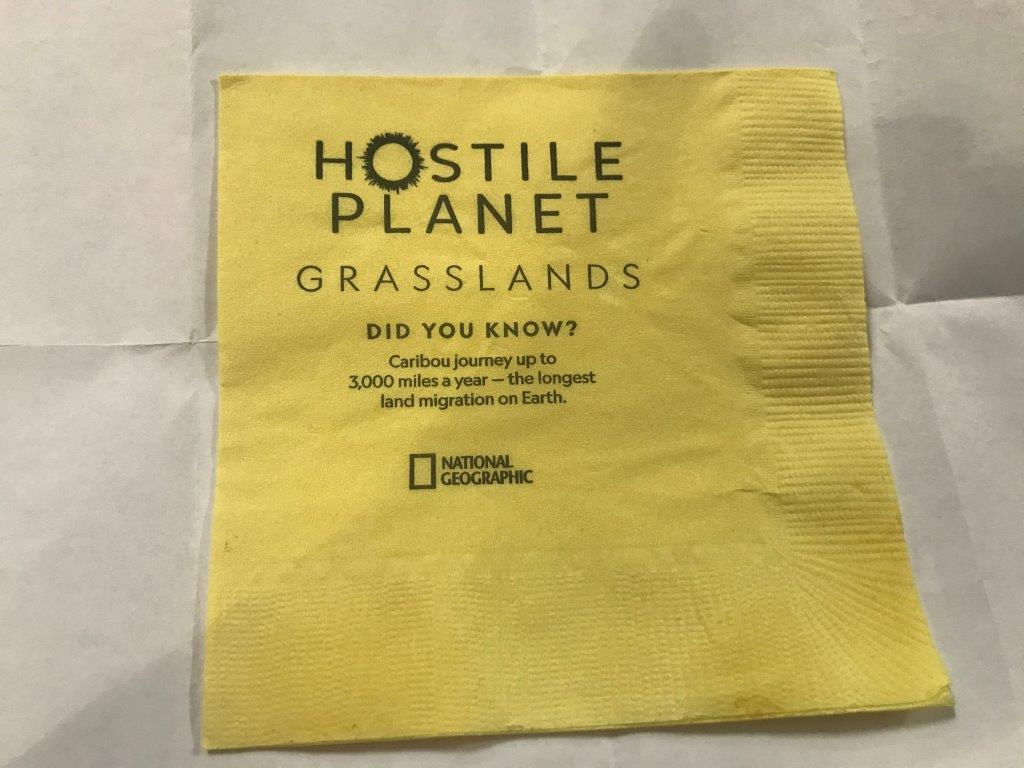 HOSTILE
PLANET
GRASSLANDS
DID YOU KNOW?
Caribou journey up to
3,000 miles a year – the longest
land migration on Earth.
NATIONAL
GEOGRAPHIC